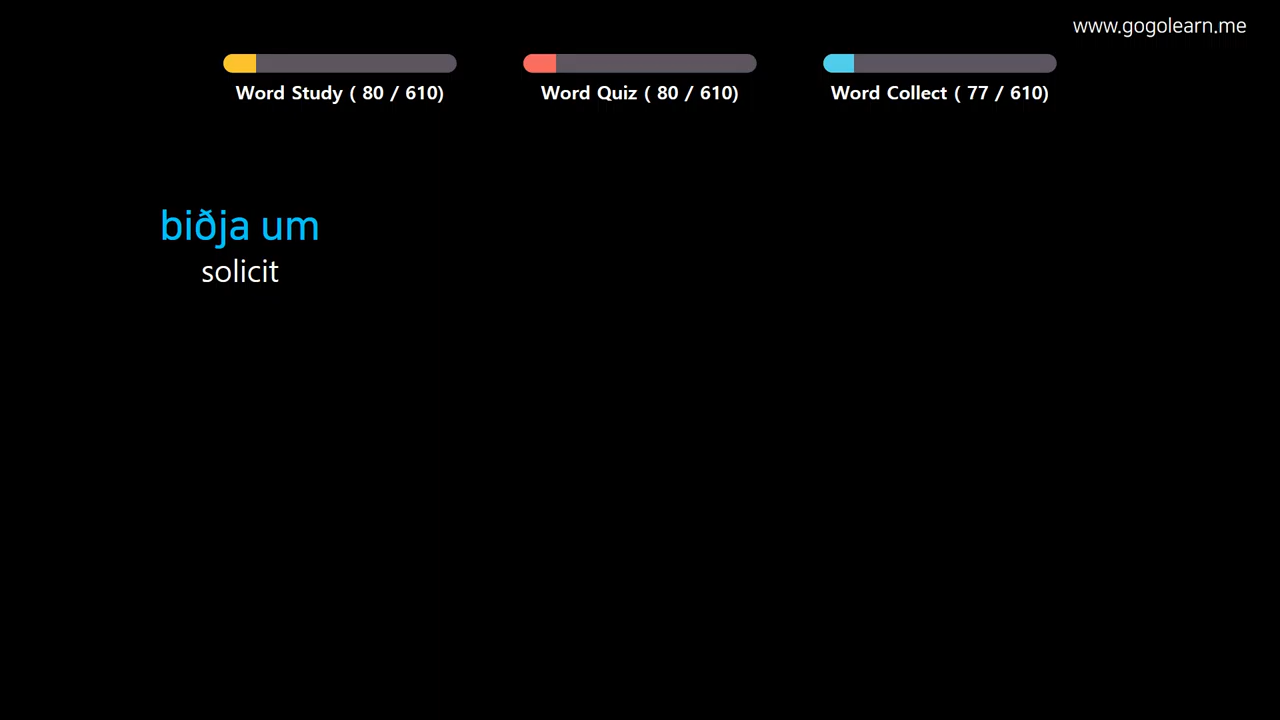 www.gogolearn.me
Word Study ( 80 / 610)
Word Quiz ( 80 / 610)
Word Collect ( 77 / 610)
biðja um
solicit